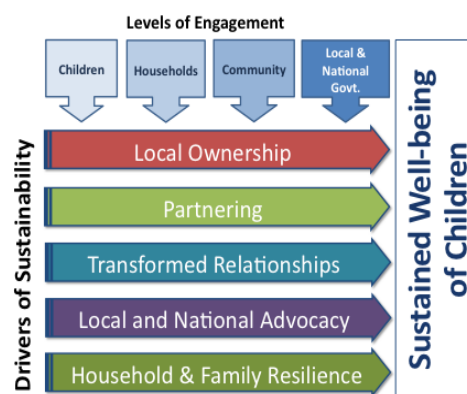 Levels of Engagement
Children
Households
Community
Local &
National
Govt.
Drivers of Sustainability
Local Ownership
Partnering
Transformed Relationships
Local and National Advocacy
Household & Family Resilience
Sustained Well-being
of Children